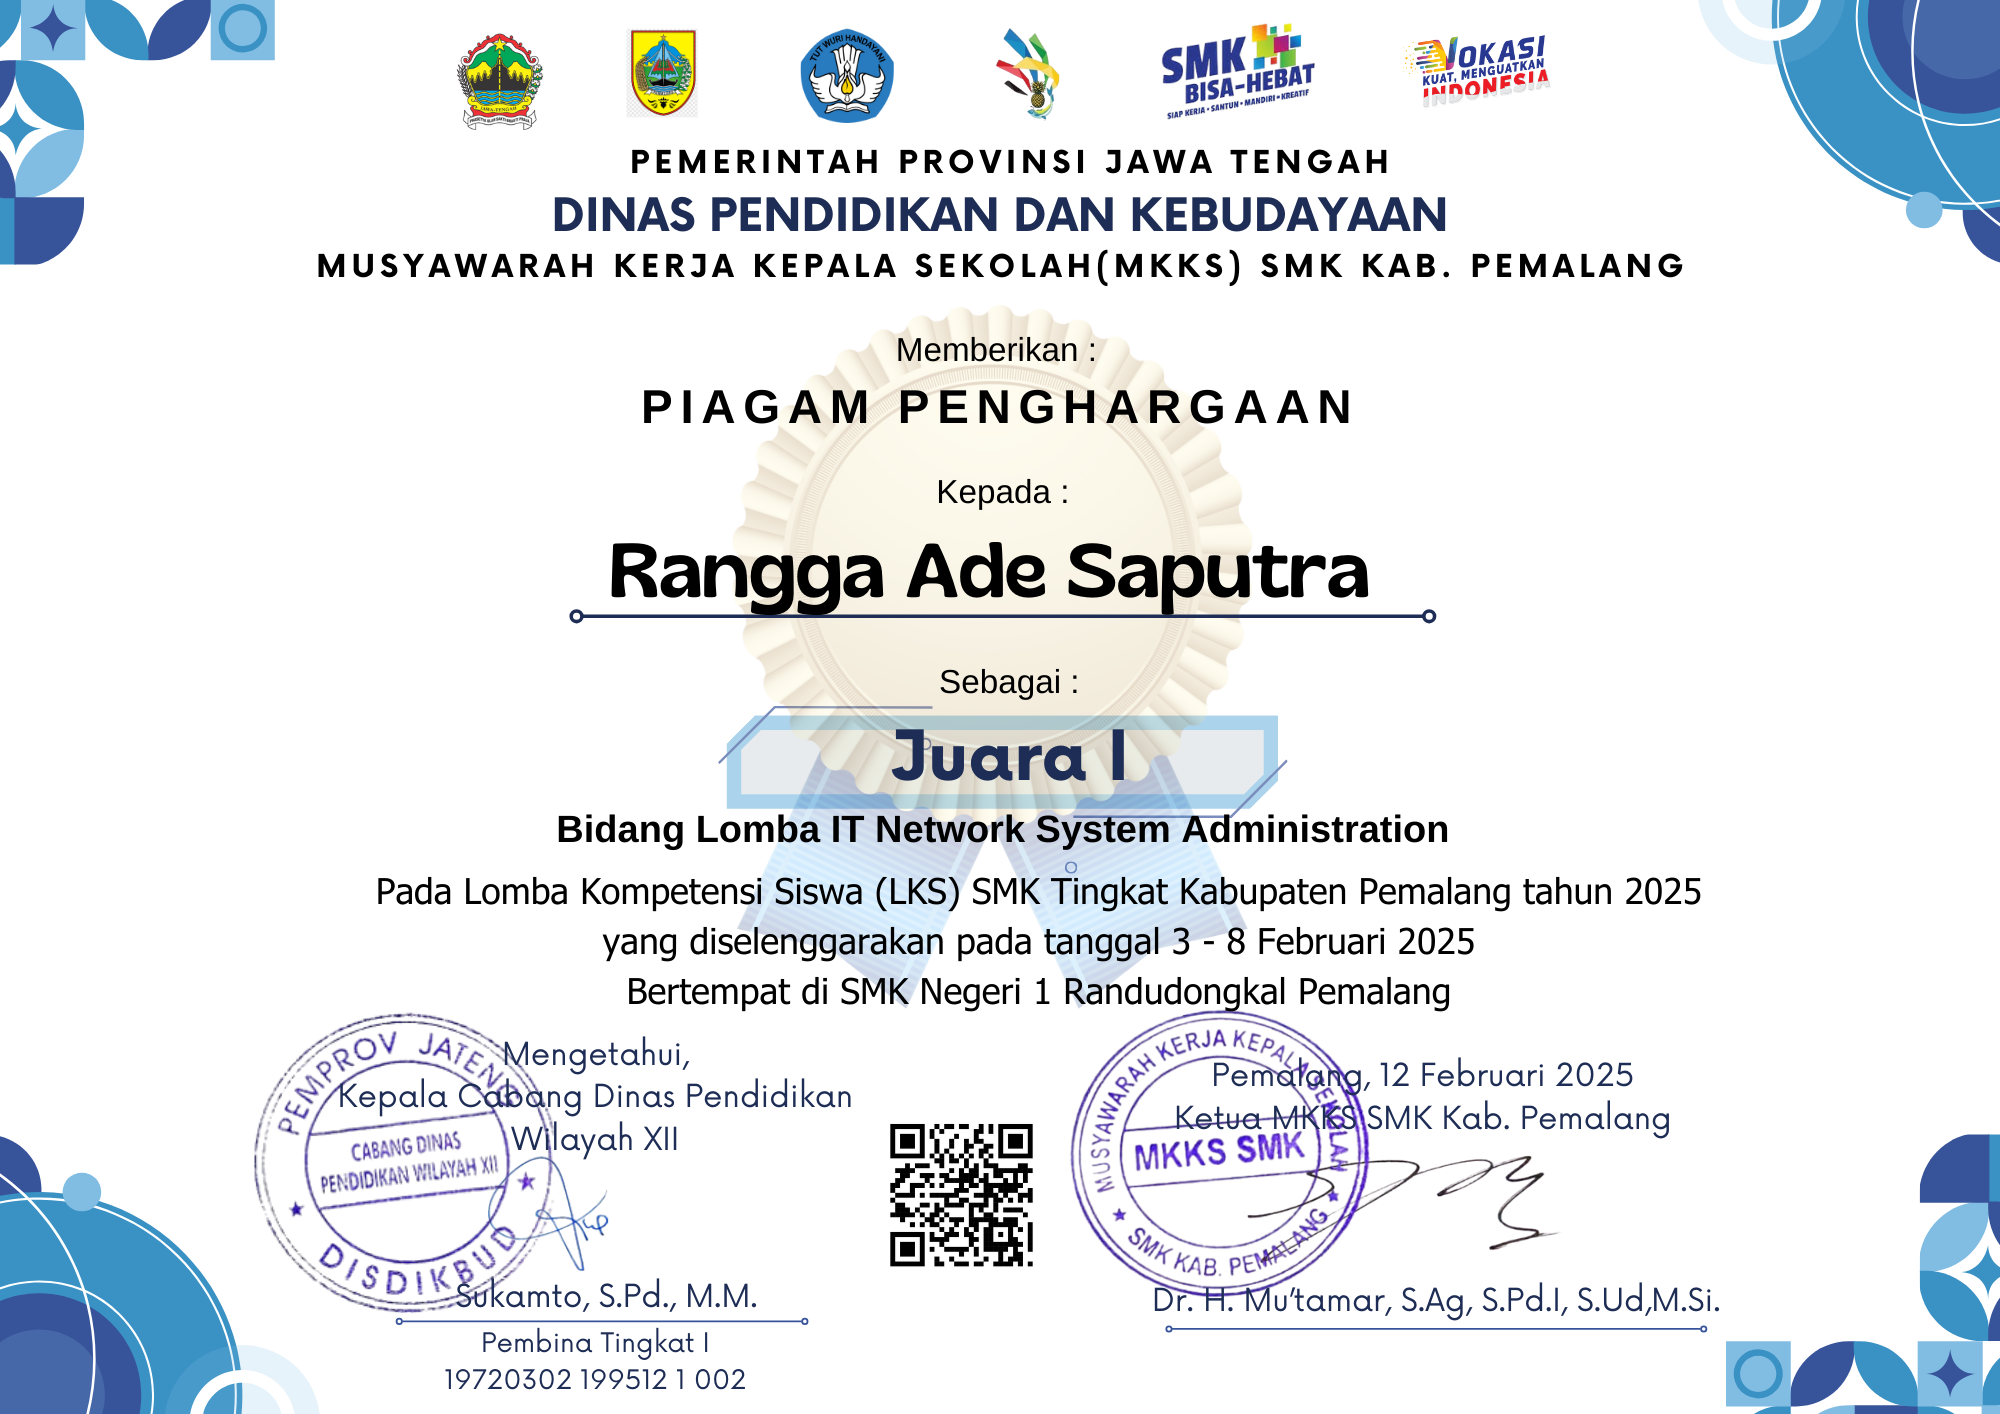 JAWA-TENGAH
TUT WURI HANDAYANI
SMK
BISA-HEBAT
SIAP KERJA • SANTUN • MANDIRI • KREATIF
VOKASI
KUAT, MENGUATKAN
INDONESIA
PEMERINTAH PROVINSI JAWA TENGAH
DINAS PENDIDIKAN DAN KEBUDAYAAN
MUSYAWARAH KERJA KEPALA SEKOLAH(MKKS) SMK KAB. PEMALANG
Memberikan :
PIAGAM PENGHARGAAN
Kepada :
Rangga Ade Saputra
Sebagai :
Juara I
Bidang Lomba IT Network System Administration
Pada Lomba Kompetensi Siswa (LKS) SMK Tingkat Kabupaten Pemalang tahun 2025
yang diselenggarakan pada tanggal 3 - 8 Februari 2025
Bertempat di SMK Negeri 1 Randudongkal Pemalang
Mengetahui,
Kepala Cabang Dinas Pendidikan
Wilayah XII
PEMPROV JATENG
CABANG DINAS
PENDIDIKAN WILAYAH XII
DISDIKBUD
Sukamto, S.Pd., M.M.
Pembina Tingkat I
19720302 199512 1 002
Pemalang, 12 Februari 2025
Ketua MKKS SMK Kab. Pemalang
MUSYAWARAH KERJA KEPALA SEKOLAH
MKKS SMK
SMK KAB. PEMALANG
Dr. H. Mu'tamar, S.Ag, S.Pd.I, S.Ud,M.Si.